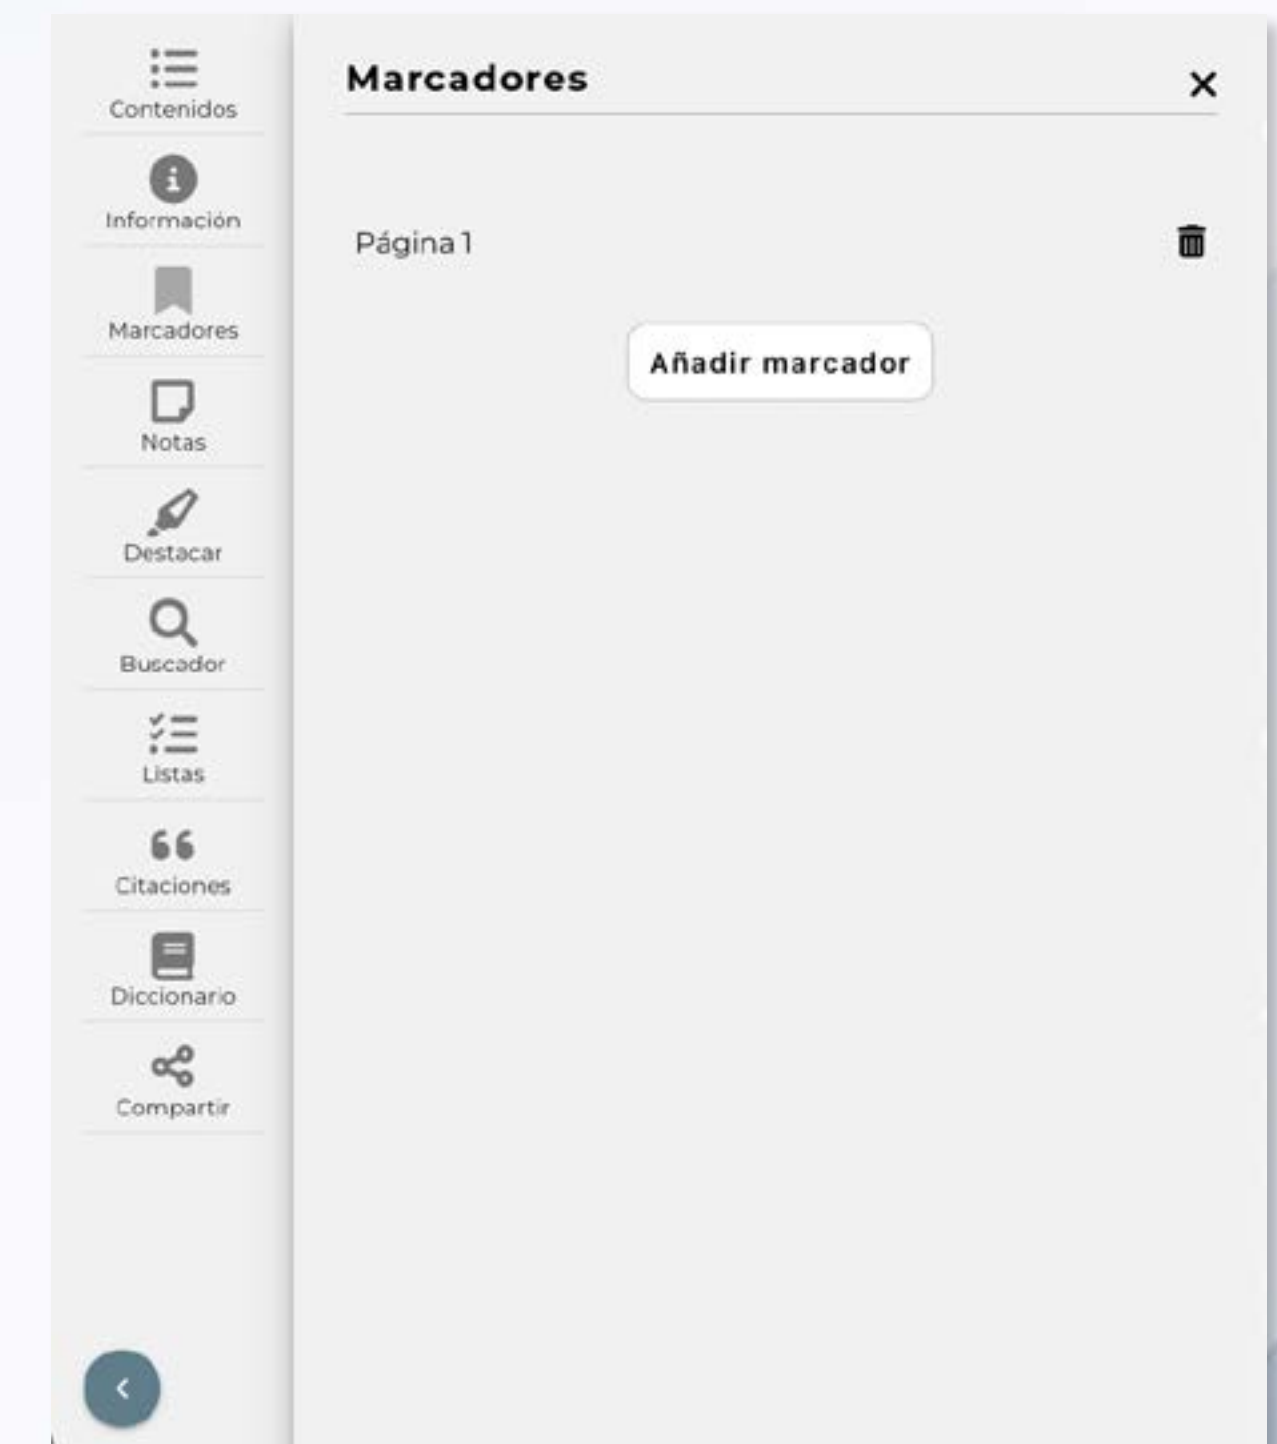 Contenidos
Información
Marcadores
Notas
Destacar
Buscador
Listas
Citaciones
Diccionario
Compartir
Marcadores
Página 1
Añadir marcador